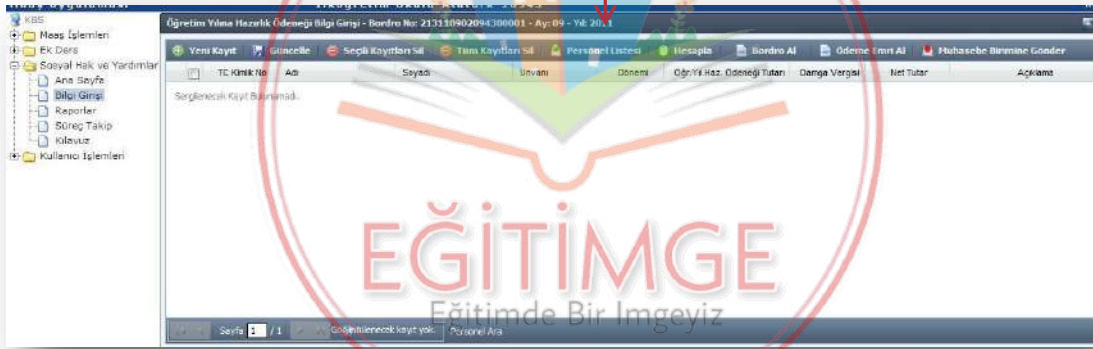 KBS
Maaş İşlemleri
Ek Ders
Sosyal Hak ve Yardımlar
Ana Sayfa
Bilgi Girişi
Raporlar
Süreç Takip
Kılavuz
Kullanıcı İşlemleri
Öğretim Yılına Hazırlık Ödeneği Bilgi Girişi - Bordro No: 213110902094300001 - Ay: 09 - Yıl: 2011
Yeni Kayıt Güncelle Seçili Kayıtları Sil Tüm Kayıtları Sil Personel Listesi Hesapla Bordro Al Ödeme Emri Al Muhasebe Birimine Gönder
TC Kimlik No Adı Soyadı Ünvanı Dönemi Öğr.Yıl.Haz. Ödeneği Tutarı Damga Vergisi Net Tutar Açıklama
Sergilenecek Kayıt Bulunamadı.
EĞİTİMGE
Eğitimde Bir İmgeyiz
Sayfa 1 / 1 Gösterilenecek kayıt yok. Personel Ara